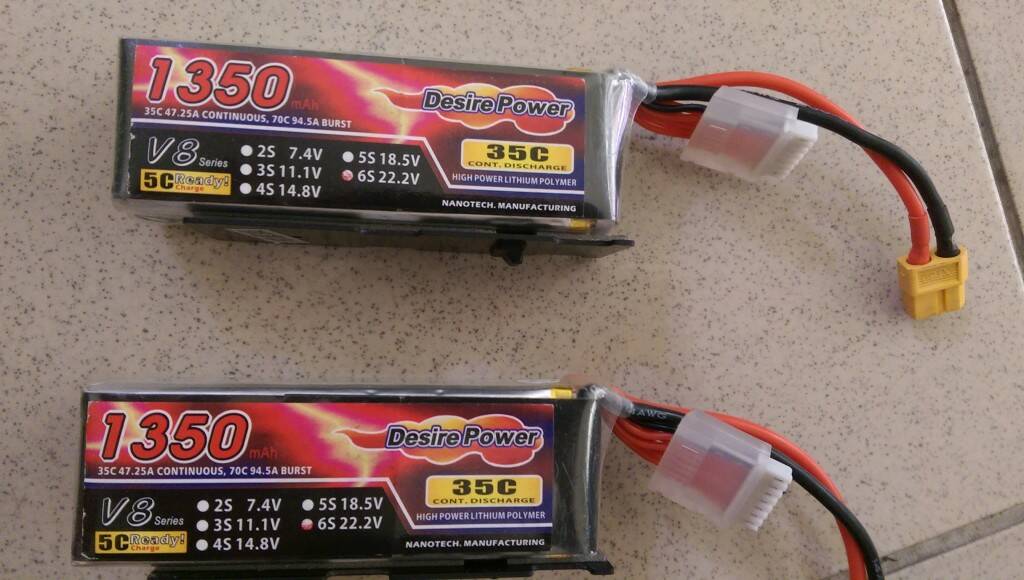 1350 mAh
Desire Power
35C 47.25A CONTINUOUS, 70C 94.5A BURST
V8 Series
2S 7.4V
3S 11.1V
4S 14.8V
5S 18.5V
6S 22.2V
5C Ready!
Charge
35C
CONT. DISCHARGE
HIGH POWER LITHIUM POLYMER
NANOTECH. MANUFACTURING
1350 mAh
Desire Power
35C 47.25A CONTINUOUS, 70C 94.5A BURST
V8 Series
2S 7.4V
3S 11.1V
4S 14.8V
5S 18.5V
6S 22.2V
5C Ready!
Charge
35C
CONT. DISCHARGE
HIGH POWER LITHIUM POLYMER
NANOTECH. MANUFACTURING
AWG